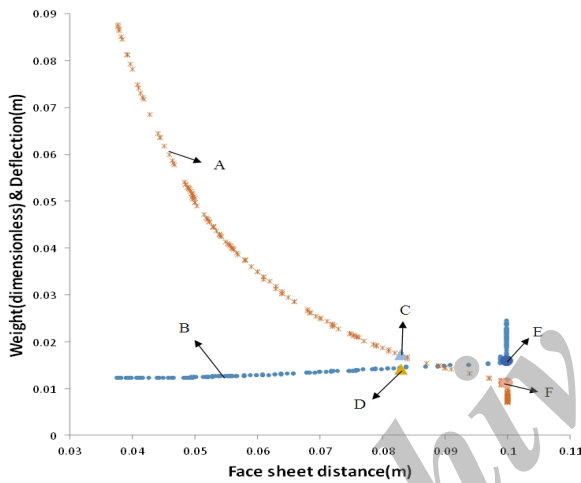 0.09
0.08
0.07
0.06
0.05
0.04
0.03
0.02
0.01
0
Weight(dimensionless) & Deflection(m)
A
B
C
D
E
F
0.03 0.04 0.05 0.06 0.07 0.08 0.09 0.1 0.11
Face sheet distance(m)
hiv